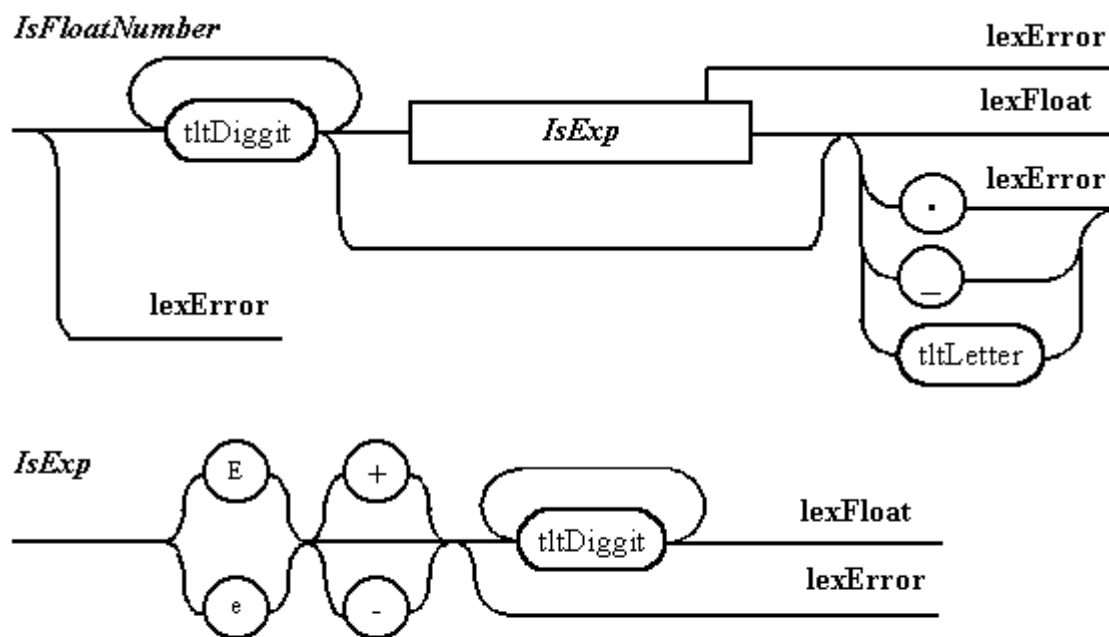 IsFloatNumber
lexError
lexFloat
tltDiggit
IsExp
lexError
.
_
lexError
tltLetter
IsExp
E
+
lexFloat
tltDiggit
lexError
e
-